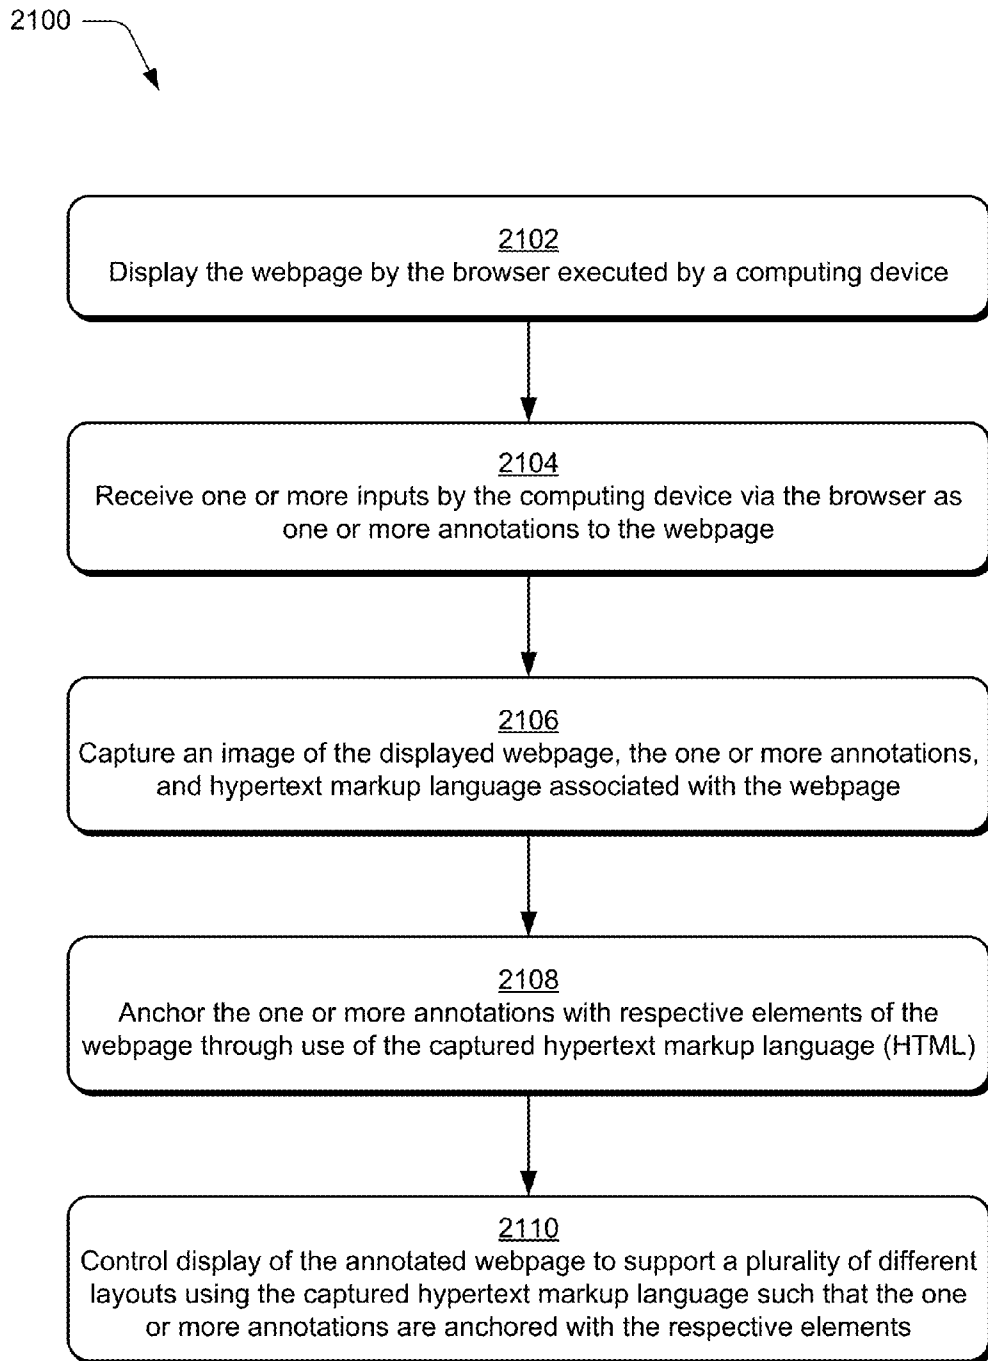 2100
2102
Display the webpage by the browser executed by a computing device
2104
Receive one or more inputs by the computing device via the browser as
one or more annotations to the webpage
2106
Capture an image of the displayed webpage, the one or more annotations,
and hypertext markup language associated with the webpage
2108
Anchor the one or more annotations with respective elements of the
webpage through use of the captured hypertext markup language (HTML)
2110
Control display of the annotated webpage to support a plurality of different
layouts using the captured hypertext markup language such that the one
or more annotations are anchored with the respective elements